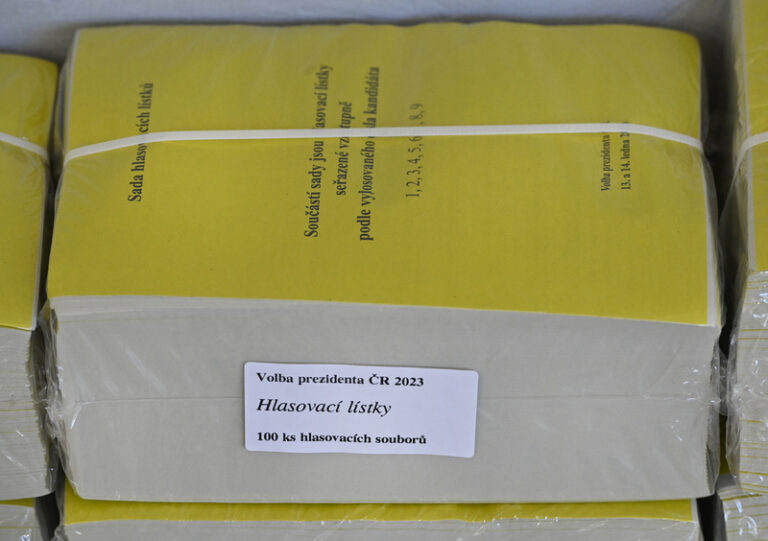 Sada hlasovacích lístků
Součástí sady jsou hlasovací lístky
seřazené vzestupně
podle vylosovaného čísla kandidáta
1, 2, 3, 4, 5, 6, 8, 9
Volba prezidenta
13. a 14. ledna
Volba prezidenta ČR 2023
Hlasovací lístky
100 ks hlasovacích souborů